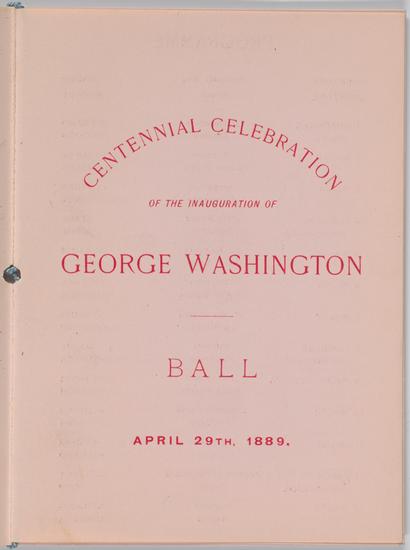 CENTENNIAL CELEBRATION
OF THE INAUGURATION OF
GEORGE WASHINGTON
BALL
APRIL 29TH, 1889.